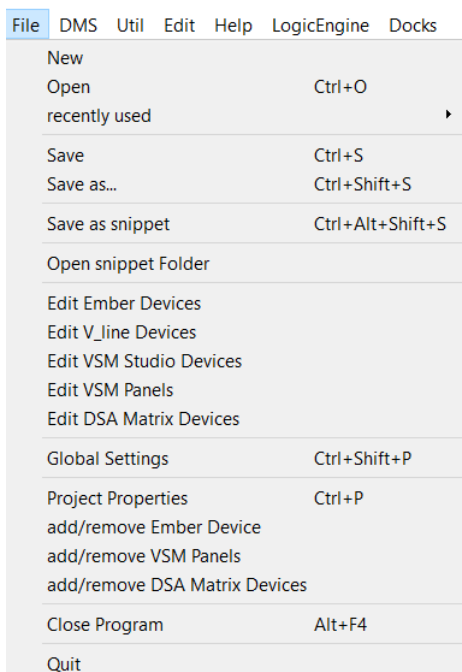 File DMS Util Edit Help LogicEngine Docks
New
Open Ctrl+O
recently used
Save Ctrl+S
Save as... Ctrl+Shift+S
Save as snippet Ctrl+Alt+Shift+S
Open snippet Folder
Edit Ember Devices
Edit V_line Devices
Edit VSM Studio Devices
Edit VSM Panels
Edit DSA Matrix Devices
Global Settings Ctrl+Shift+P
Project Properties Ctrl+P
add/remove Ember Device
add/remove VSM Panels
add/remove DSA Matrix Devices
Close Program Alt+F4
Quit